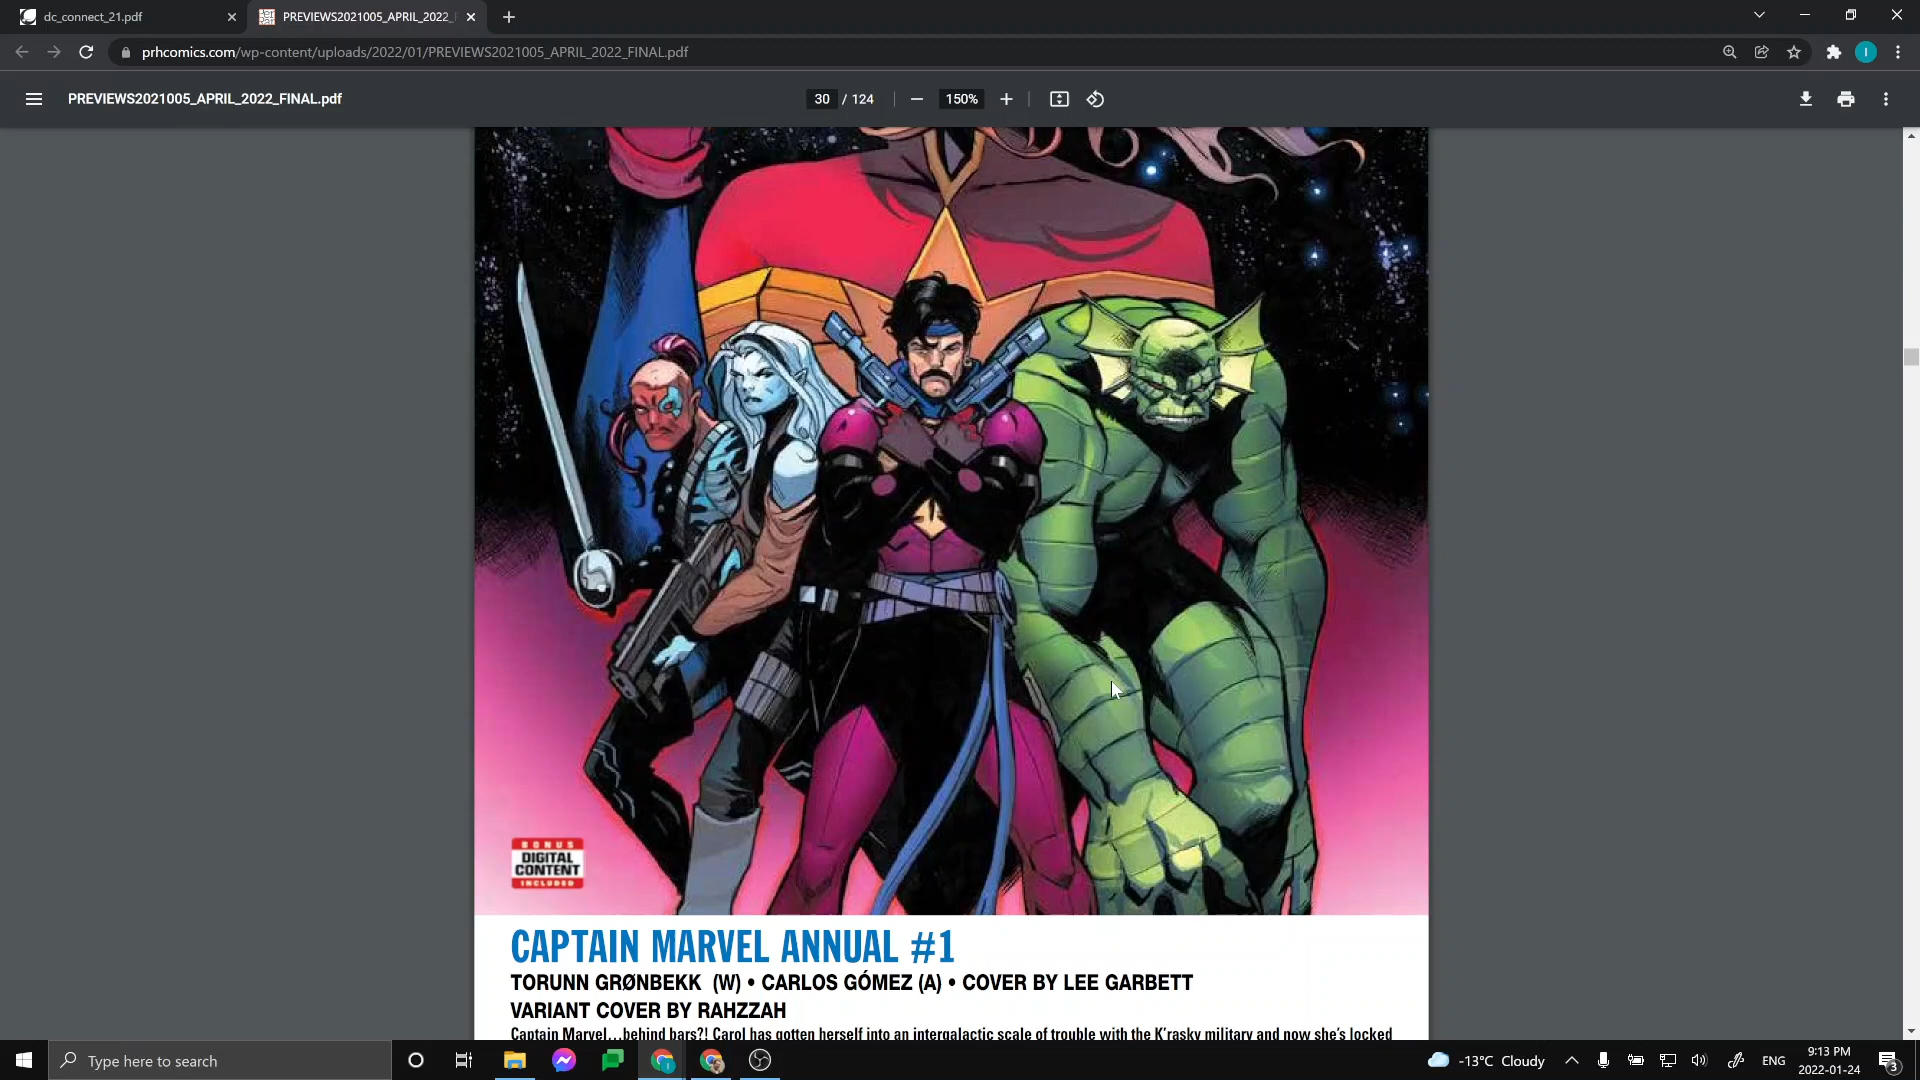 dc_connect_21.pdf
PREVIEWS2021005_APRIL_2022_
prhcomics.com/wp-content/uploads/2022/01/PREVIEWS2021005_APRIL_2022_FINAL.pdf
I
PREVIEWS2021005_APRIL_2022_FINAL.pdf
30 / 124
150%
BONUS
DIGITAL
CONTENT
INCLUDED
CAPTAIN MARVEL ANNUAL #1
TORUNN GRØNBEKK (W) • CARLOS GÓMEZ (A) • COVER BY LEE GARBETT
VARIANT COVER BY RAHZZAH
Captain Marvel...behind bars?! Carol has gotten herself into an intergalactic scale of trouble with the K'rasky military and now she's locked
Type here to search
I
-13°C Cloudy
ENG
9:13 PM
2022-01-24
3